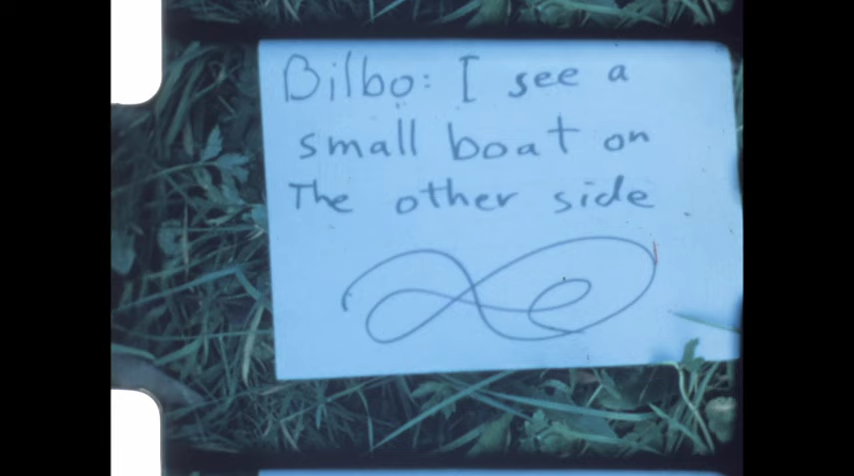 Bilbo: I see a
small boat on
The other side